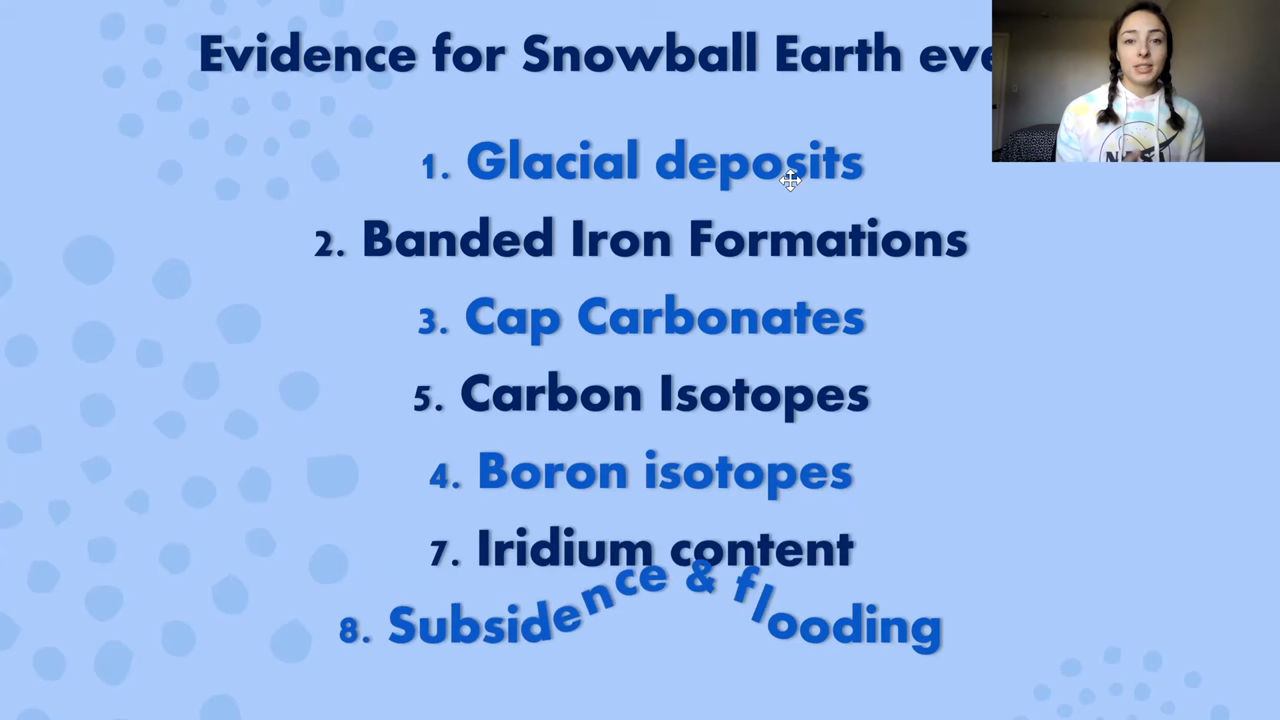 Evidence for Snowball Earth eve
NASA
1. Glacial deposits
2. Banded Iron Formations
3. Cap Carbonates
5. Carbon Isotopes
4. Boron isotopes
7. Iridium content
8. Subsidence & flooding